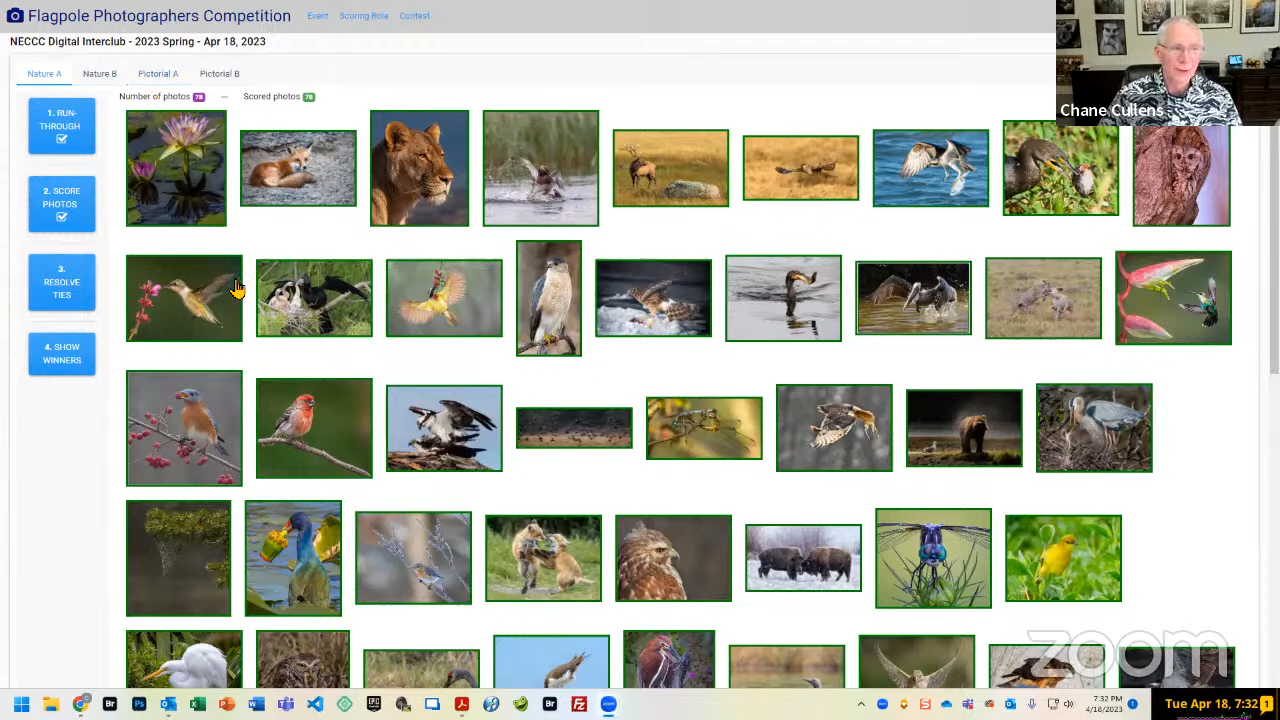 Flagpole Photographers Competition Event Scoring Role Contest
NECCC Digital Interclub - 2023 Spring - Apr 18, 2023
Nature A Nature B Pictorial A Pictorial B
Number of photos 78 --- Scored photos 78
1. RUN-
THROUGH
2. SCORE
PHOTOS
3.
RESOLVE
TIES
4. SHOW
WINNERS
Chane Cullens
zoom
7:32 PM
4/18/2023
Tue Apr 18, 7:32 1